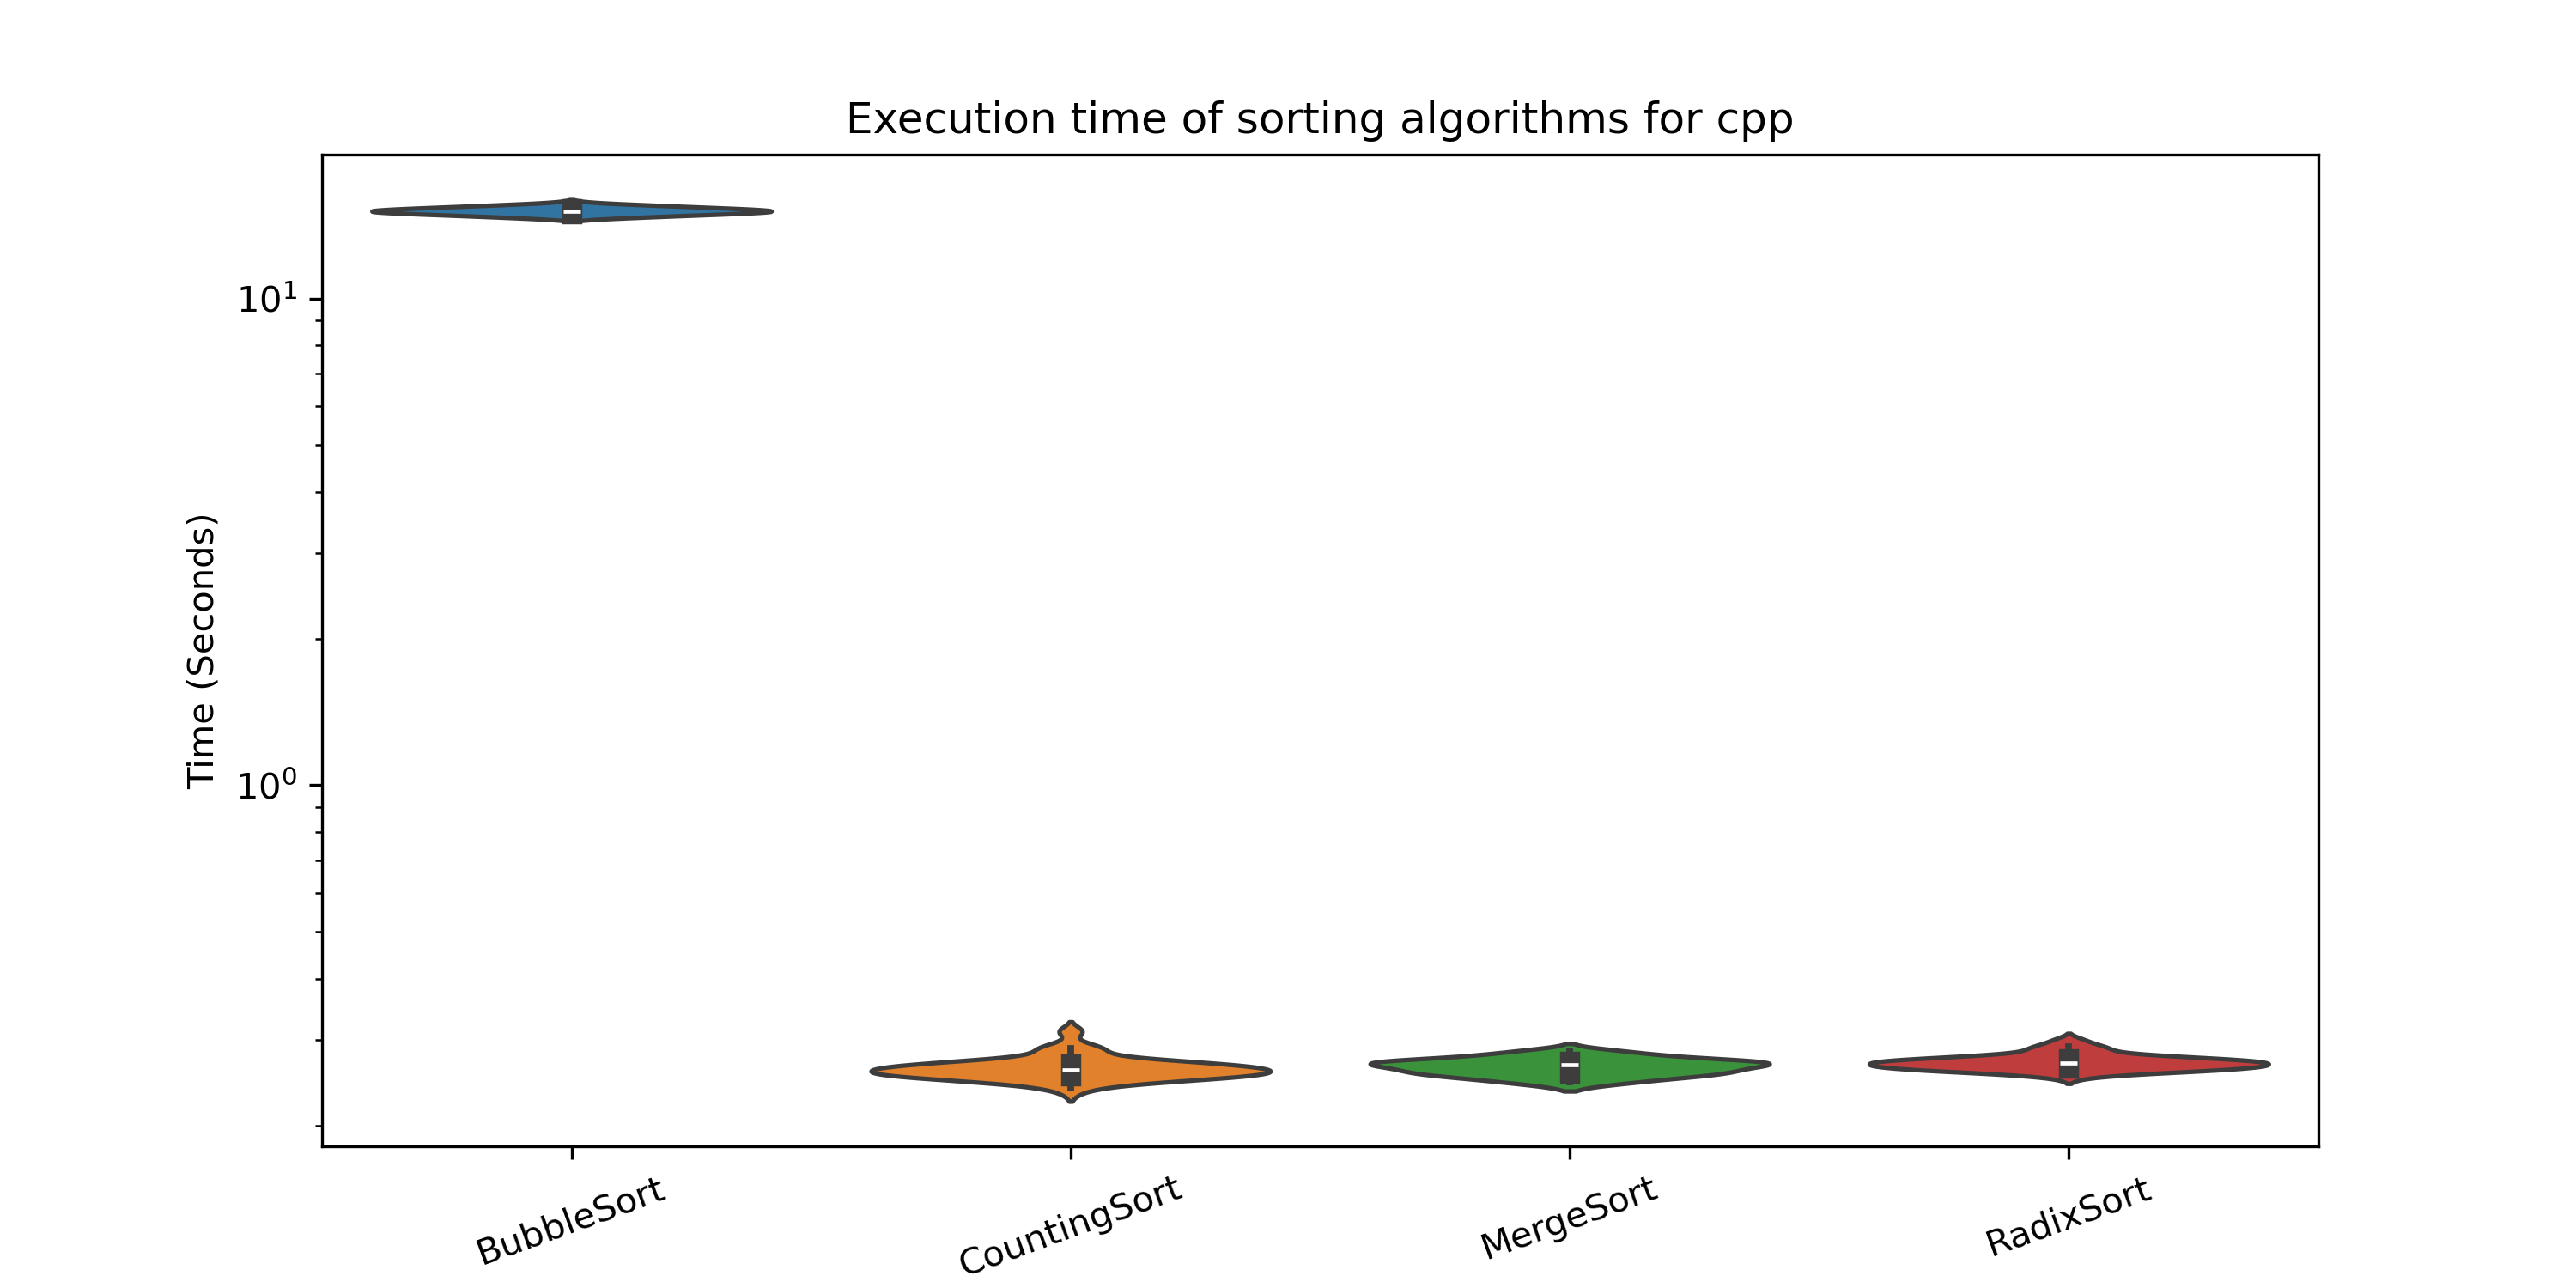 Execution time of sorting algorithms for cpp
Time (Seconds)
10¹
10⁰
BubbleSort
CountingSort
MergeSort
RadixSort